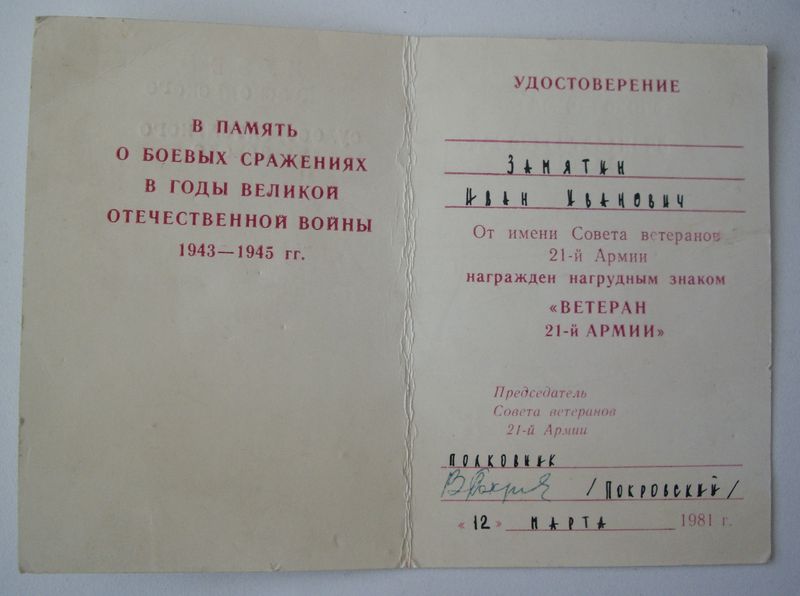 В ПАМЯТЬ
О БОЕВЫХ СРАЖЕНИЯХ
В ГОДЫ ВЕЛИКОЙ
ОТЕЧЕСТВЕННОЙ ВОЙНЫ
1943—1945 гг.
УДОСТОВЕРЕНИЕ
ЗАМЯТИН
ИВАН ИВАНОВИЧ
От имени Совета ветеранов
21-й Армии
награжден нагрудным знаком
«ВЕТЕРАН
21-й АРМИИ»
Председатель
Совета ветеранов
21-й Армии
ПОЛКОВНИК
/ПОКРОВСКИЙ/
«12» МАРТА 1981 г.